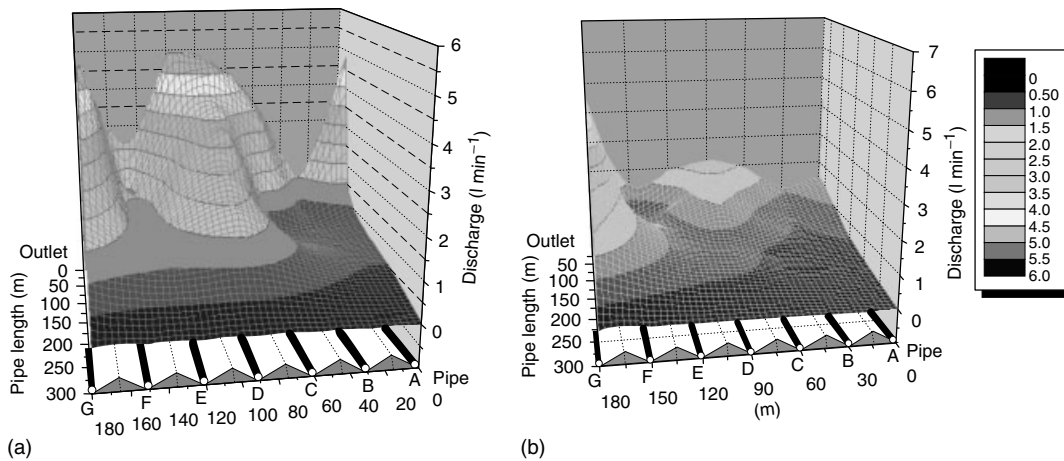 6
5
4
3
2
1
0
Discharge (l min⁻¹)
Outlet
0
50
100
150
200
250
300
Pipe length (m)
G
F
E
D
C
B
A
Pipe
180
160
140
120
100
80
60
40
20
0
(a)
7
6
5
4
3
2
1
0
Discharge (l min⁻¹)
Outlet
50
100
150
200
250
300
Pipe length (m)
G
F
E
D
C
B
A
Pipe
180
150
120
90
60
30
0
(m)
(b)
0
0.50
1.0
1.5
2.0
2.5
3.0
3.5
4.0
4.5
5.0
5.5
6.0